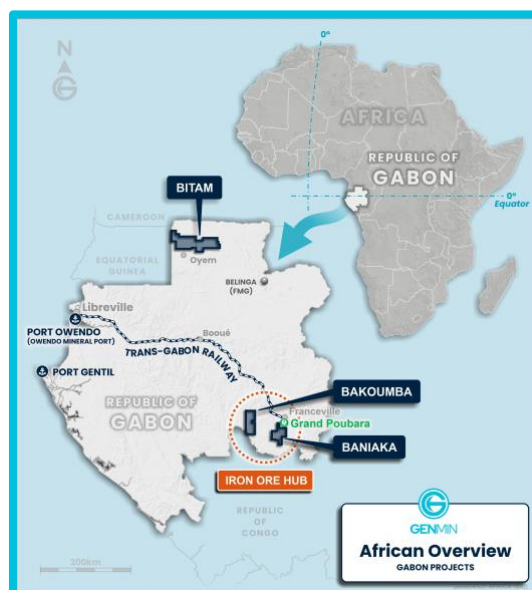 N
G
0°
AFRICA
REPUBLIC OF
GABON
0°
Equator
BITAM
CAMEROON
EQUATORIAL
GUINEA
Oyem
BELINGA
(FMG)
Libreville
PORT OWENDO
(OWENDO MINERAL PORT)
Booué
TRANS-GABON RAILWAY
PORT GENTIL
REPUBLIC OF
GABON
BAKOUMBA
Franceville
Grand Poubara
BANIAKA
IRON ORE HUB
REPUBLIC
OF
CONGO
200km
GENMIN
African Overview
GABON PROJECTS